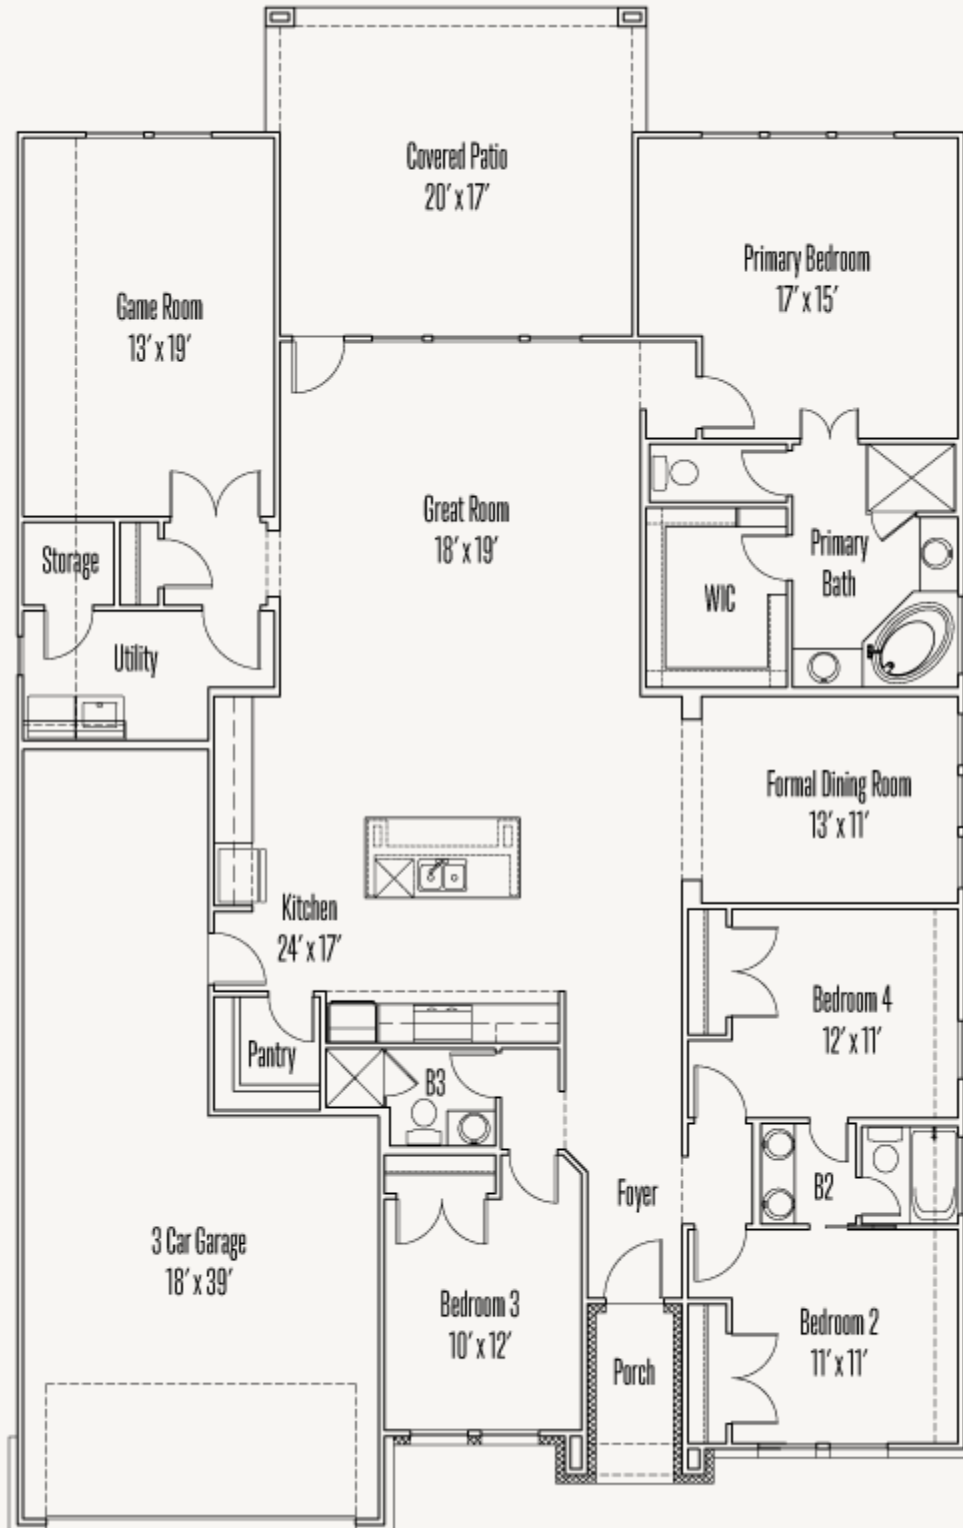 Covered Patio
20' x 17'
Primary Bedroom
17' x 15'
Game Room
13' x 19'
Great Room
18' x 19'
Storage
Primary
Bath
WIC
Utility
Formal Dining Room
13' x 11'
Kitchen
24' x 17'
Bedroom 4
12' x 11'
Pantry
B3
B2
Foyer
3 Car Garage
18' x 39'
Bedroom 3
10' x 12'
Bedroom 2
11' x 11'
Porch